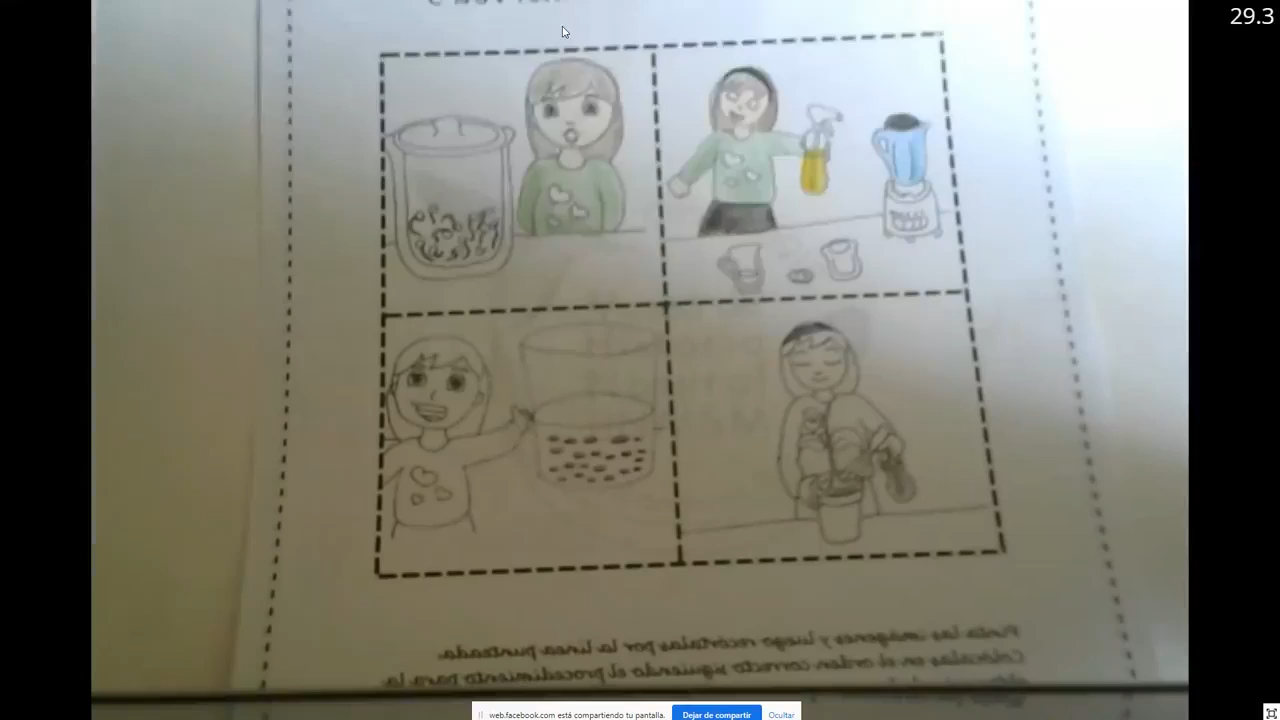 29.3
Pinta las imágenes y luego recórtalas por la línea punteada.
Colócalas en el orden correcto siguiendo el procedimiento para la
web.facebook.com está compartiendo tu pantalla.
Dejar de compartir
Ocultar